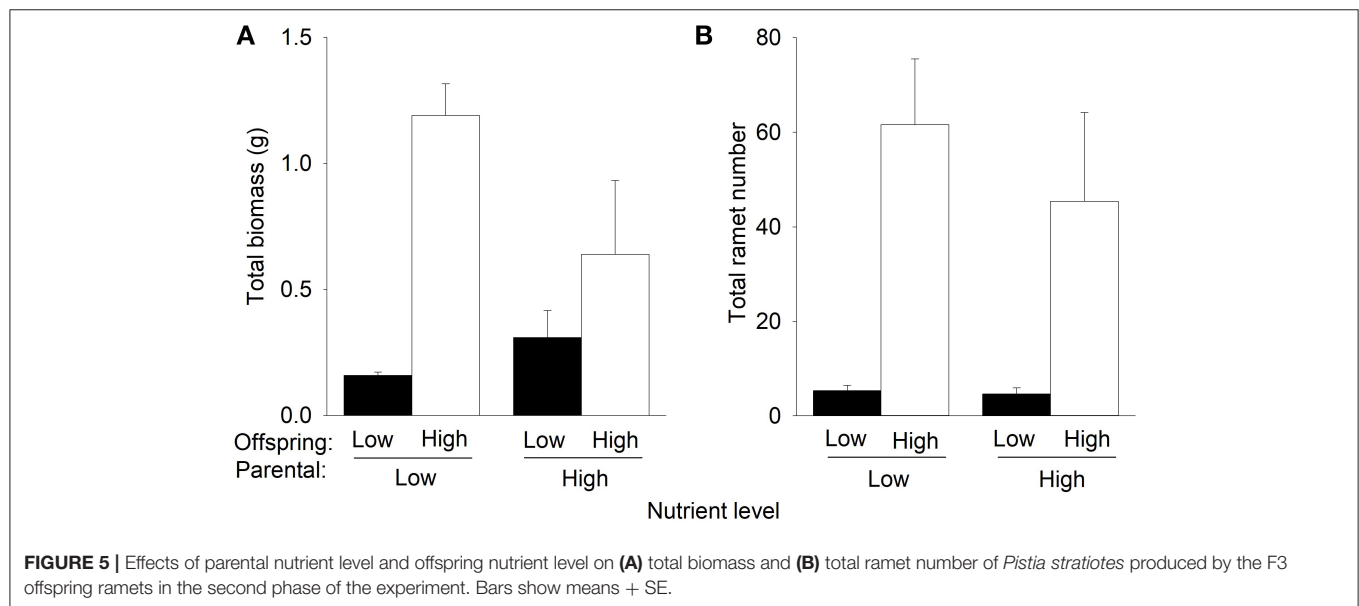 A
B
1.5
1.0
0.5
0.0
Total biomass (g)
80
60
40
20
0
Total ramet number
Offspring: Low High Low High
Parental: Low High
Low High Low High
Low High
Nutrient level
FIGURE 5 | Effects of parental nutrient level and offspring nutrient level on (A) total biomass and (B) total ramet number of Pistia stratiotes produced by the F3
offspring ramets in the second phase of the experiment. Bars show means + SE.